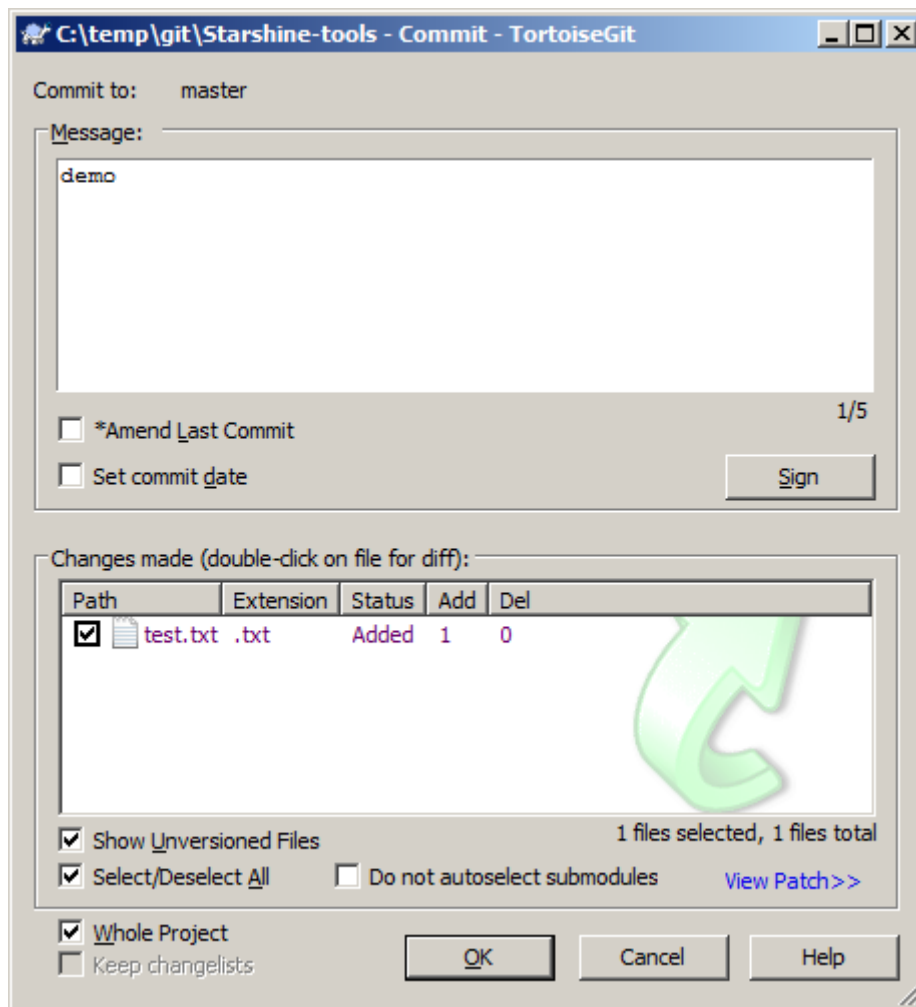 C:\temp\git\Starshine-tools - Commit - TortoiseGit
Commit to: master
Message:
demo
1/5
*Amend Last Commit
Set commit date
Sign
Changes made (double-click on file for diff):
Path Extension Status Add Del
test.txt .txt Added 1 0
Show Unversioned Files 1 files selected, 1 files total
Select/Deselect All Do not autoselect submodules View Patch>>
Whole Project
Keep changelists
OK Cancel Help